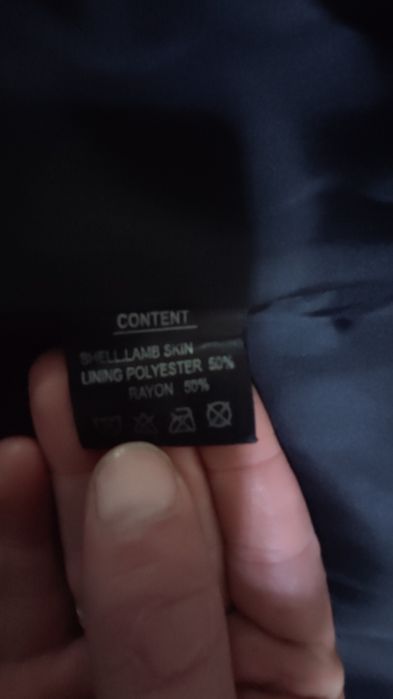 CONTENT
SHELL:LAMB SKIN
LINING POLYESTER 50%
RAYON 50%